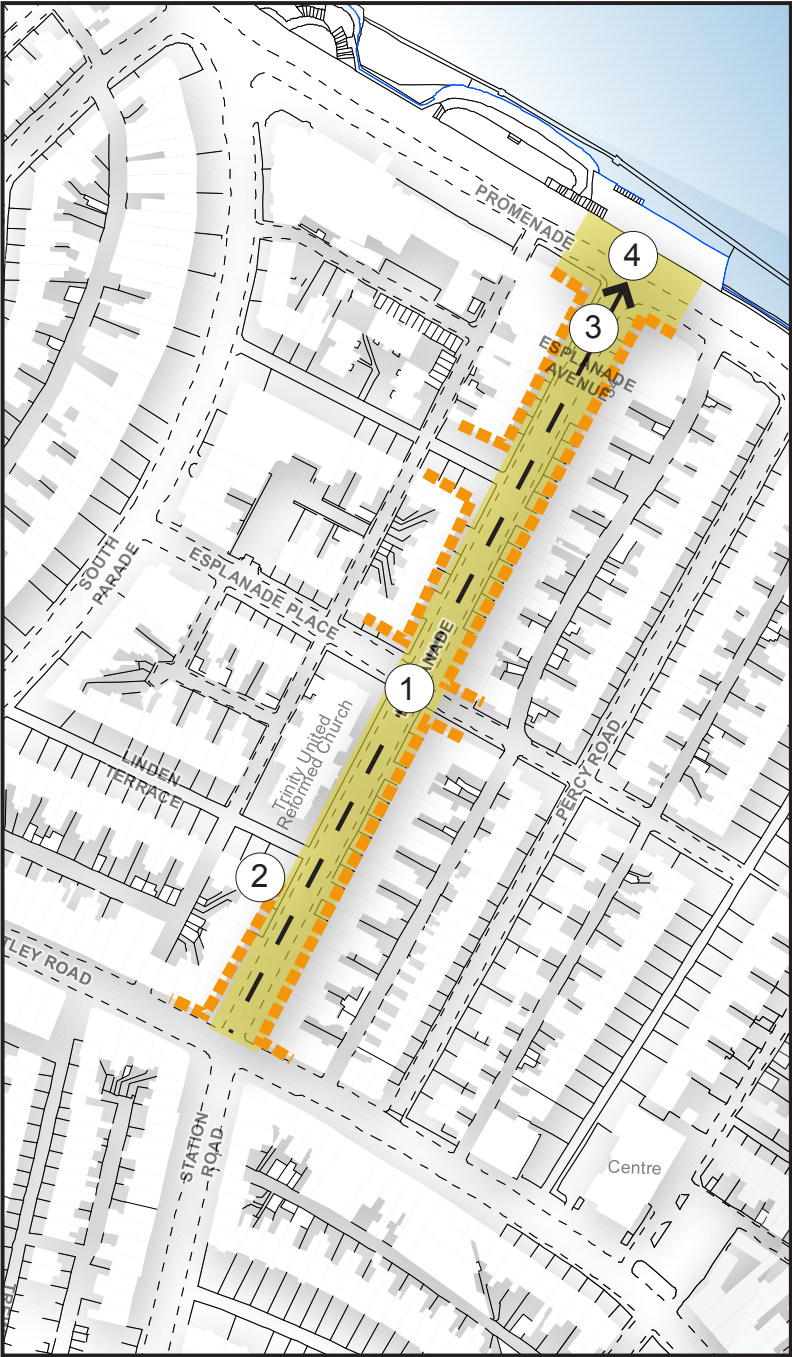 PROMENADE
4
3
ESPLANADE
AVENUE
SOUTH
PARADE
ESPLANADE PLACE
ANADE
1
Trinity United
Reformed Church
PERCY ROAD
LINDEN
TERRACE
2
TLEY ROAD
STATION
ROAD
Centre